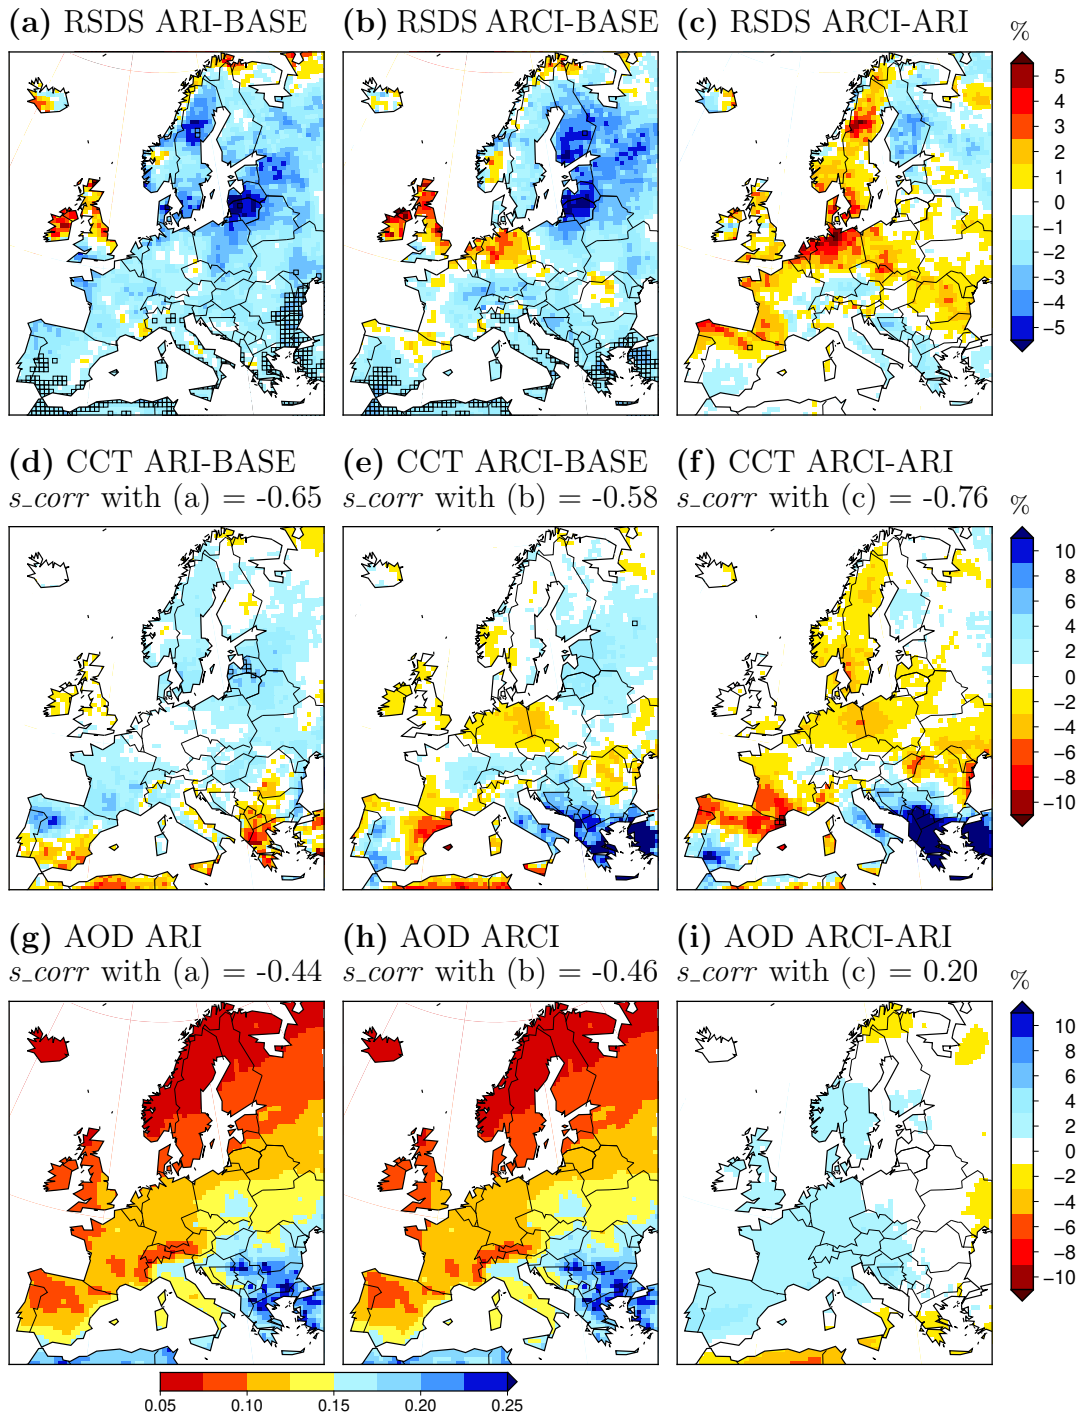 (a) RSDS ARI-BASE
(b) RSDS ARCI-BASE
(c) RSDS ARCI-ARI
%
5
4
3
2
1
0
−1
−2
−3
−4
−5
(d) CCT ARI-BASE
s_corr with (a) = -0.65
(e) CCT ARCI-BASE
s_corr with (b) = -0.58
(f) CCT ARCI-ARI
s_corr with (c) = -0.76
%
10
8
6
4
2
0
−2
−4
−6
−8
−10
(g) AOD ARI
s_corr with (a) = -0.44
(h) AOD ARCI
s_corr with (b) = -0.46
(i) AOD ARCI-ARI
s_corr with (c) = 0.20
%
10
8
6
4
2
0
−2
−4
−6
−8
−10
0.05 0.10 0.15 0.20 0.25